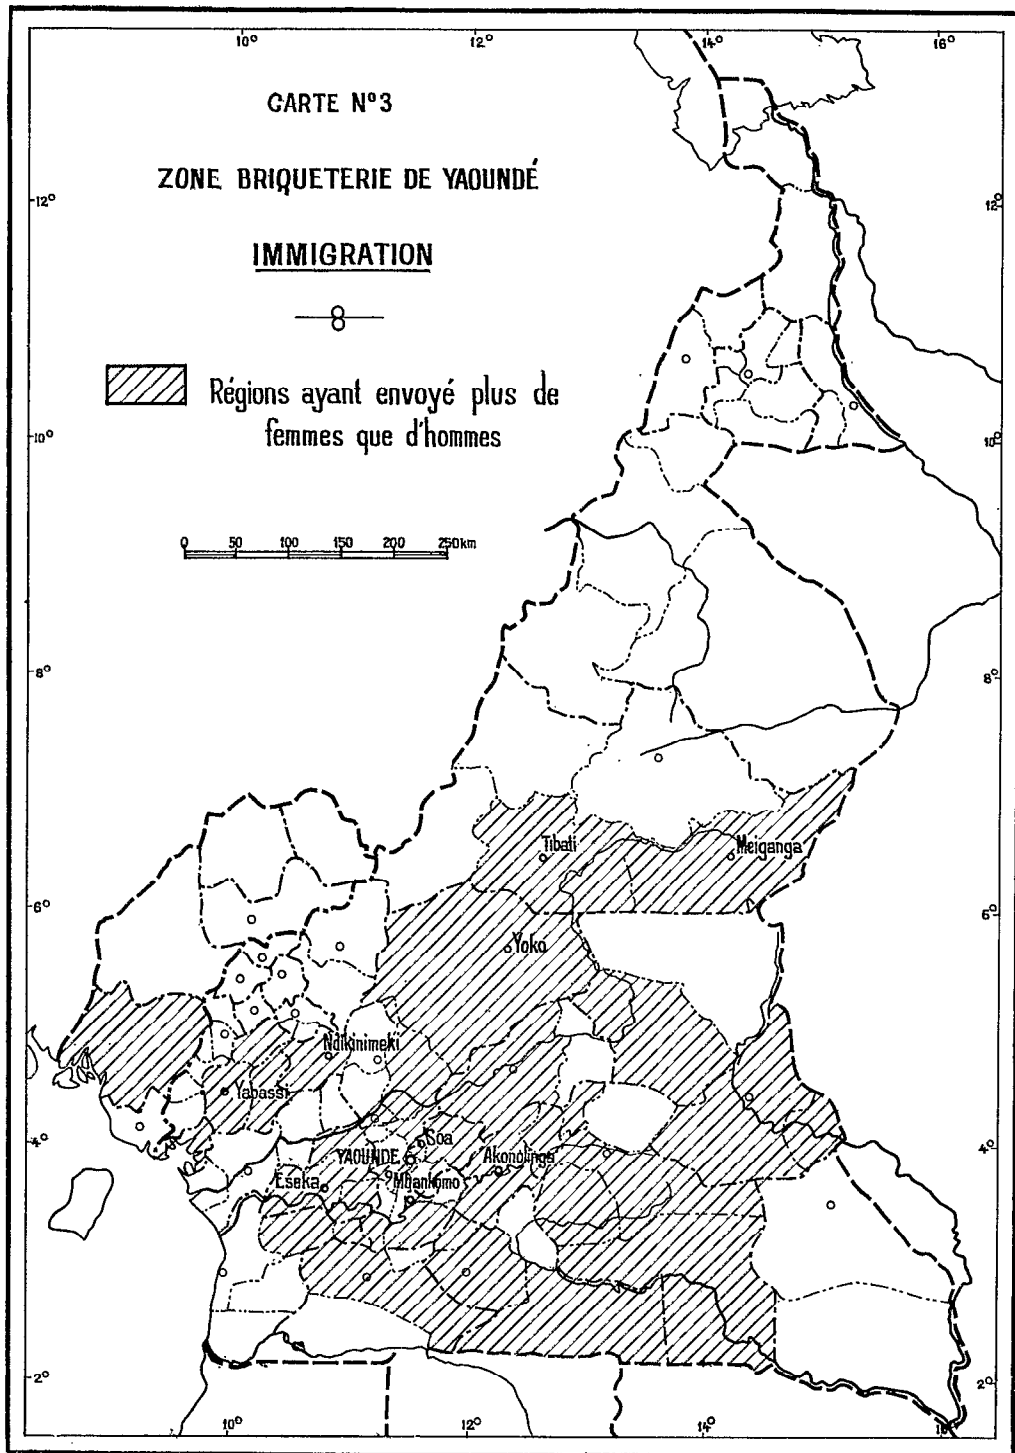 10° 12° 14° 16°
CARTE N°3
ZONE BRIQUETERIE DE YAOUNDÉ
12° 12°
IMMIGRATION
Régions ayant envoyé plus de
femmes que d'hommes
10° 10°
0 50 100 150 200 250 km
8° 8°
Tibati
Meiganga
6° 6°
Yoko
Ndikinimeki
Yabassi
4° 4°
Soa
YAOUNDE
Akonolinga
Eseka
Mbankomo
2° 2°
10° 12° 14° 16°